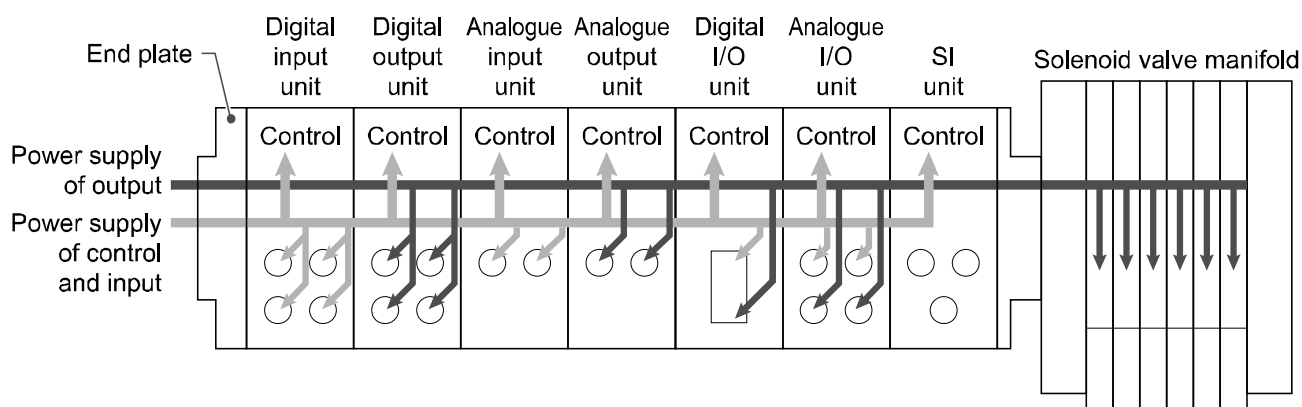 End plate
Digital
input
unit
Digital
output
unit
Analogue
input
unit
Analogue
output
unit
Digital
I/O
unit
Analogue
I/O
unit
SI
unit
Solenoid valve manifold
Control
Control
Control
Control
Control
Control
Control
Power supply
of output
Power supply
of control
and input